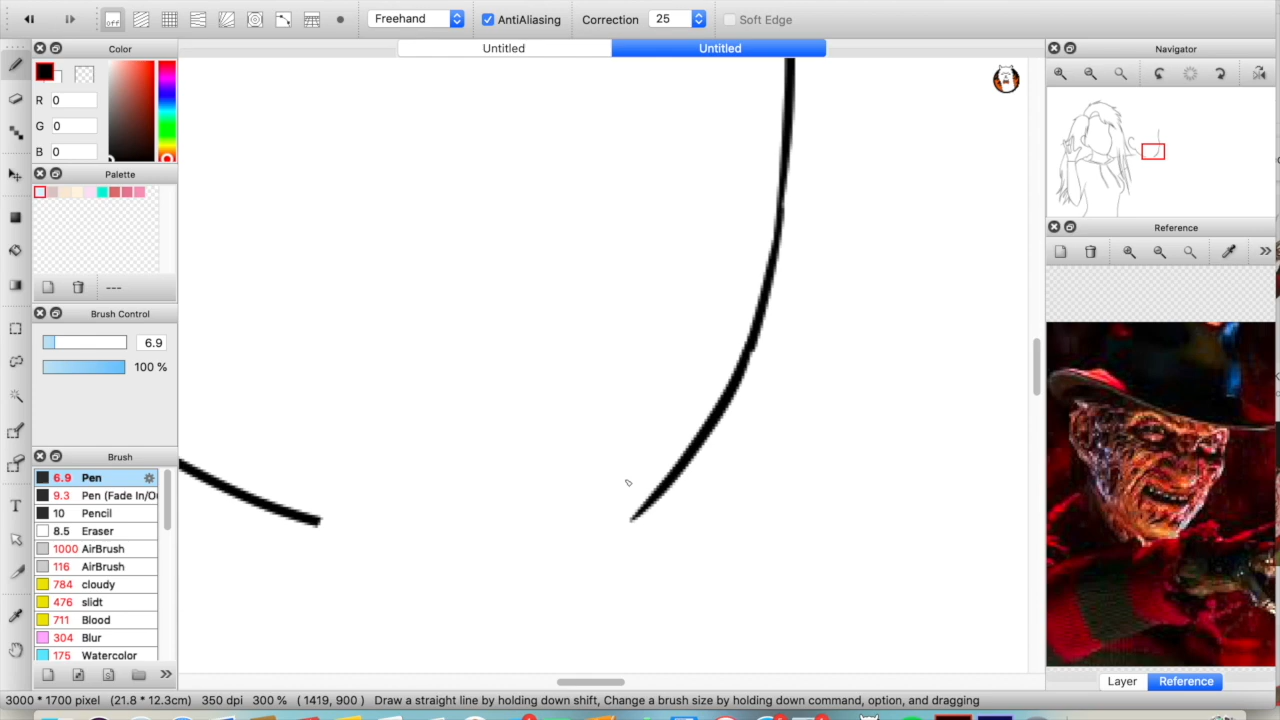 off Freehand AntiAliasing Correction 25 Soft Edge
Untitled Untitled
Color
R 0
G 0
B 0
Palette
---
Brush Control
6.9
100 %
Brush
6.9 Pen
9.3 Pen (Fade In/O
10 Pencil
8.5 Eraser
1000 AirBrush
116 AirBrush
784 cloudy
476 slidt
711 Blood
304 Blur
175 Watercolor
Navigator
Reference
Layer Reference
3000 * 1700 pixel (21.8 * 12.3cm) 350 dpi 300 % ( 1419, 900 ) Draw a straight line by holding down shift, Change a brush size by holding down command, option, and dragging